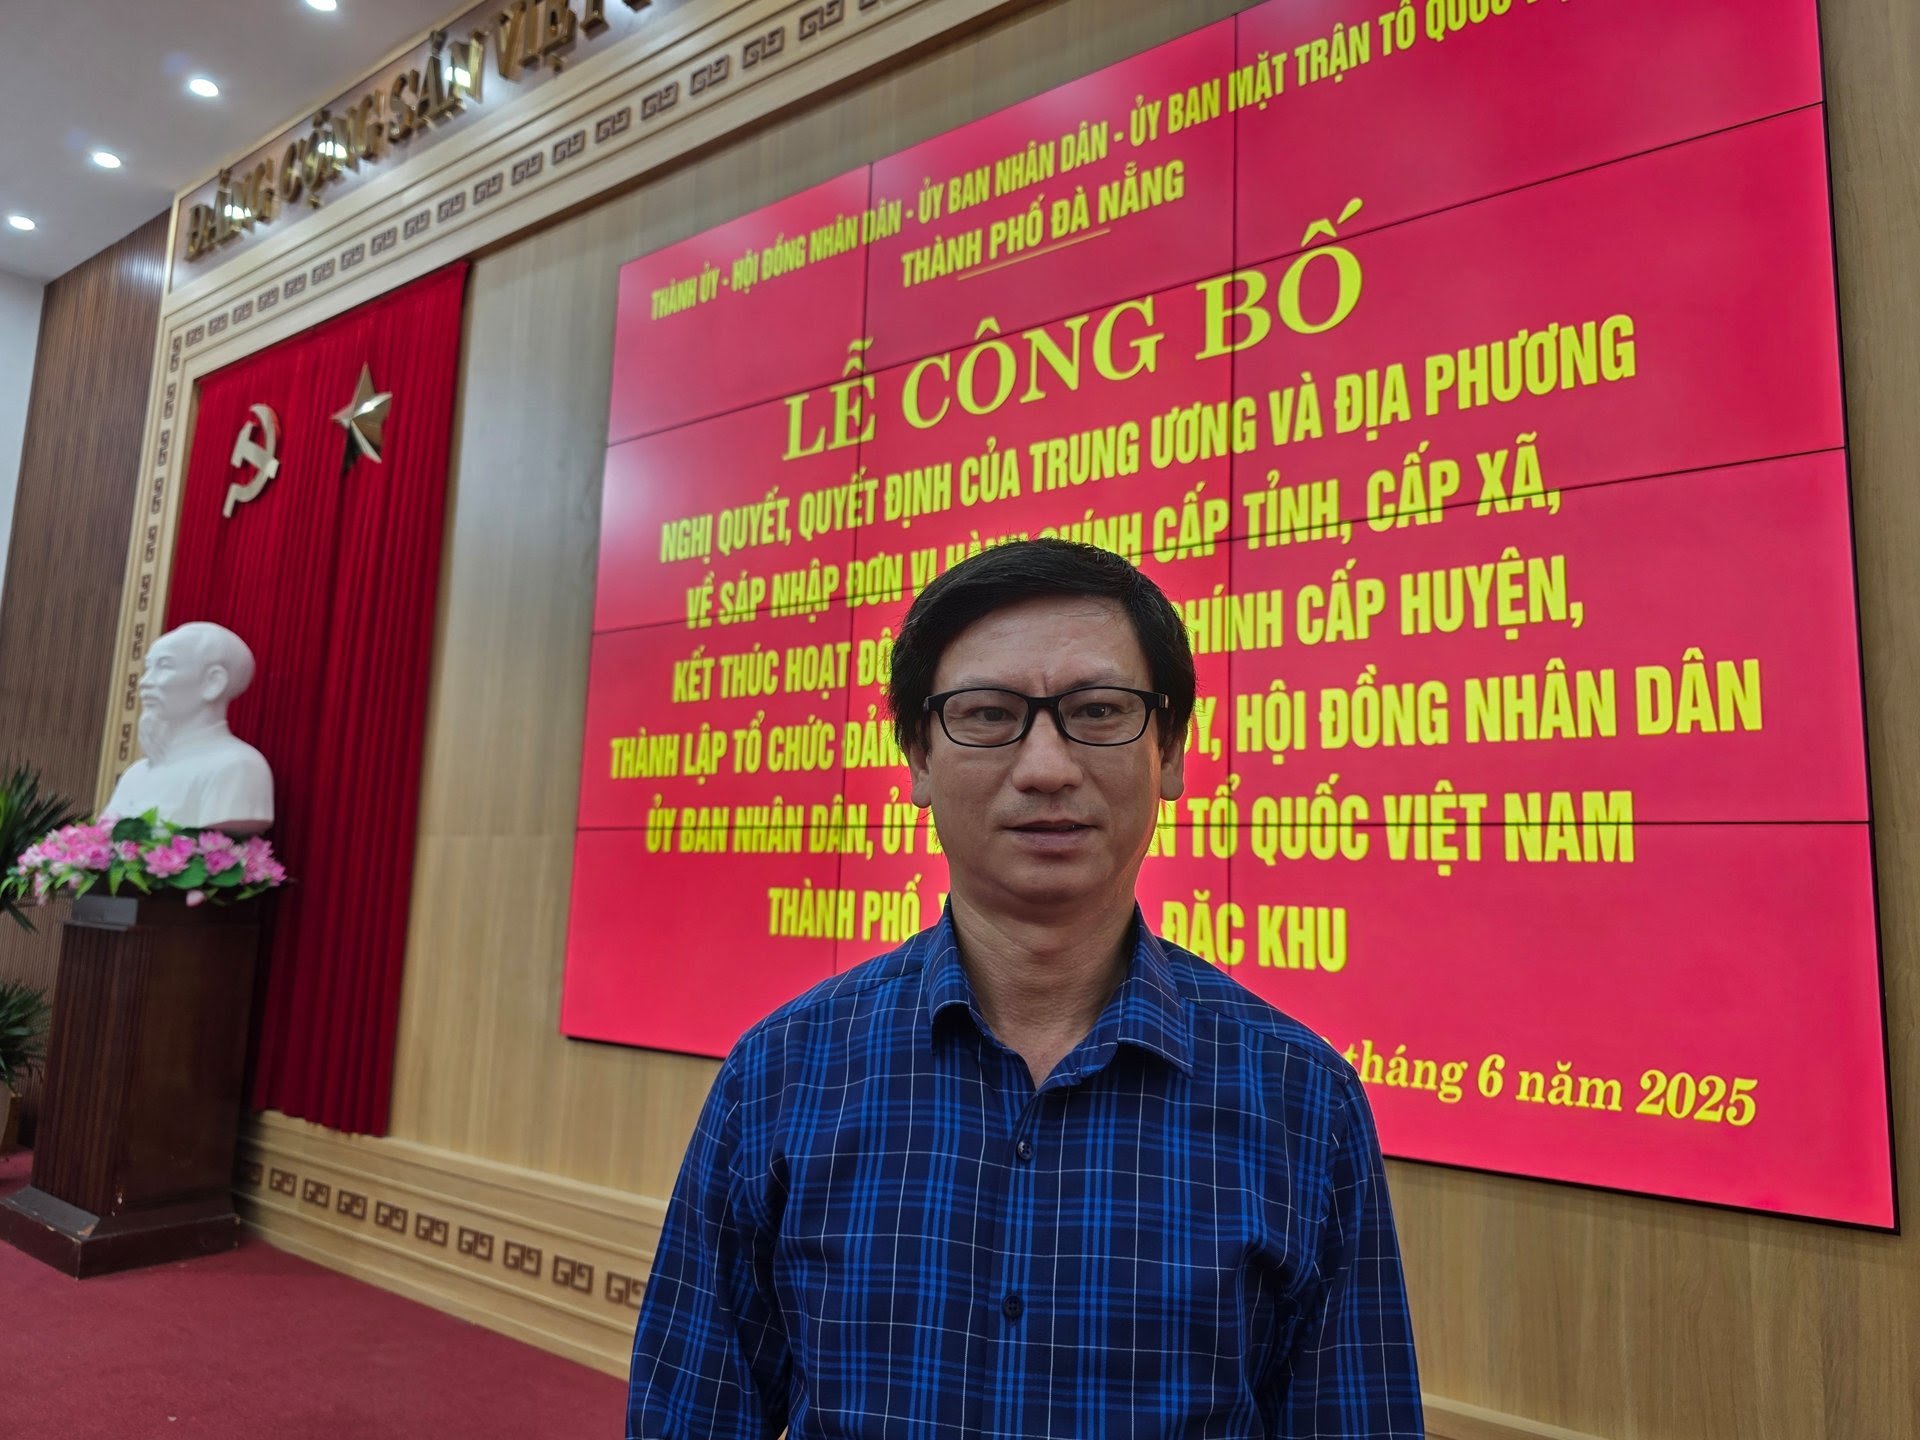 ĐẢNG CỘNG SẢN VIỆT
THÀNH ỦY - HỘI ĐỒNG NHÂN DÂN - ỦY BAN NHÂN DÂN - ỦY BAN MẶT TRẬN TỔ QUỐC
THÀNH PHỐ ĐÀ NẴNG
LỄ CÔNG BỐ
NGHỊ QUYẾT, QUYẾT ĐỊNH CỦA TRUNG ƯƠNG VÀ ĐỊA PHƯƠNG
VỀ SÁP NHẬP ĐƠN VỊ HÀNH CHÍNH CẤP TỈNH, CẤP XÃ,
KẾT THÚC HOẠT CHÍNH CẤP HUYỆN,
THÀNH LẬP TỔ CHỨC ĐẢNG HỘI ĐỒNG NHÂN DÂN
ỦY BAN NHÂN DÂN, ỦY TỔ QUỐC VIỆT NAM
THÀNH PHỐ ĐẶC KHU
tháng 6 năm 2025